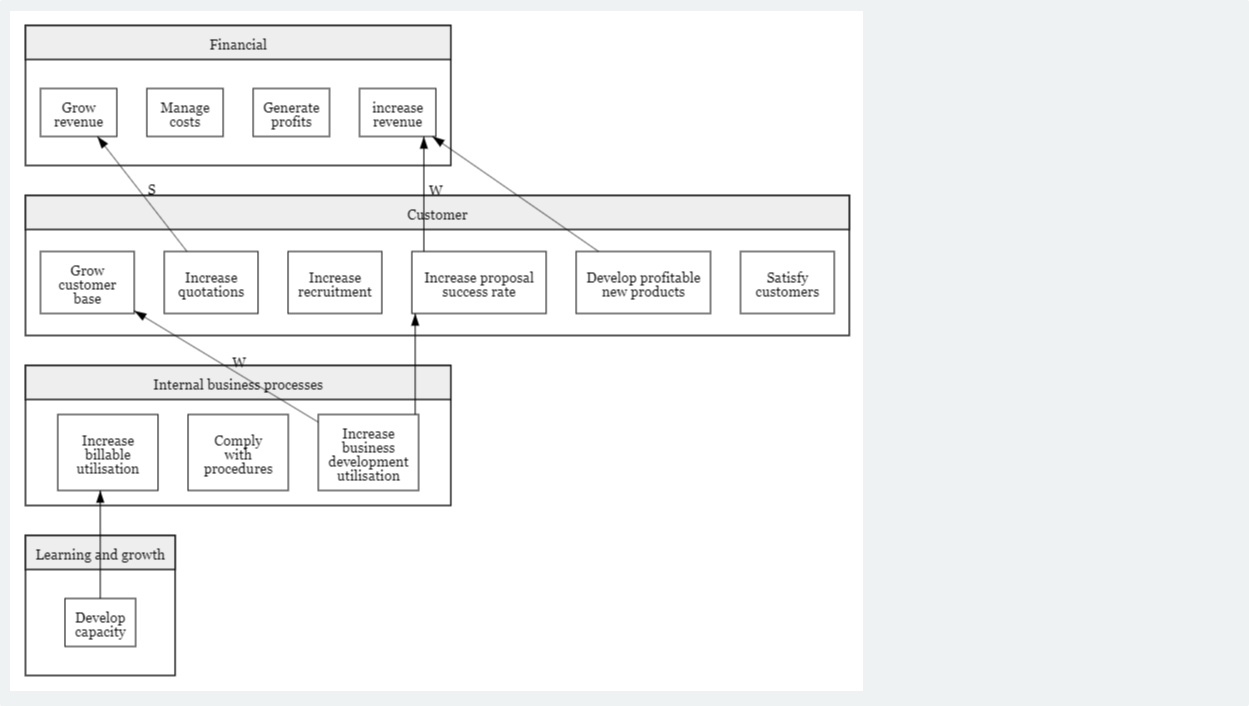 Financial
Grow
revenue
Manage
costs
Generate
profits
increase
revenue
S
W
Customer
Grow
customer
base
Increase
quotations
Increase
recruitment
Increase proposal
success rate
Develop profitable
new products
Satisfy
customers
W
Internal business processes
Increase
billable
utilisation
Comply
with
procedures
Increase
business
development
utilisation
Learning and growth
Develop
capacity